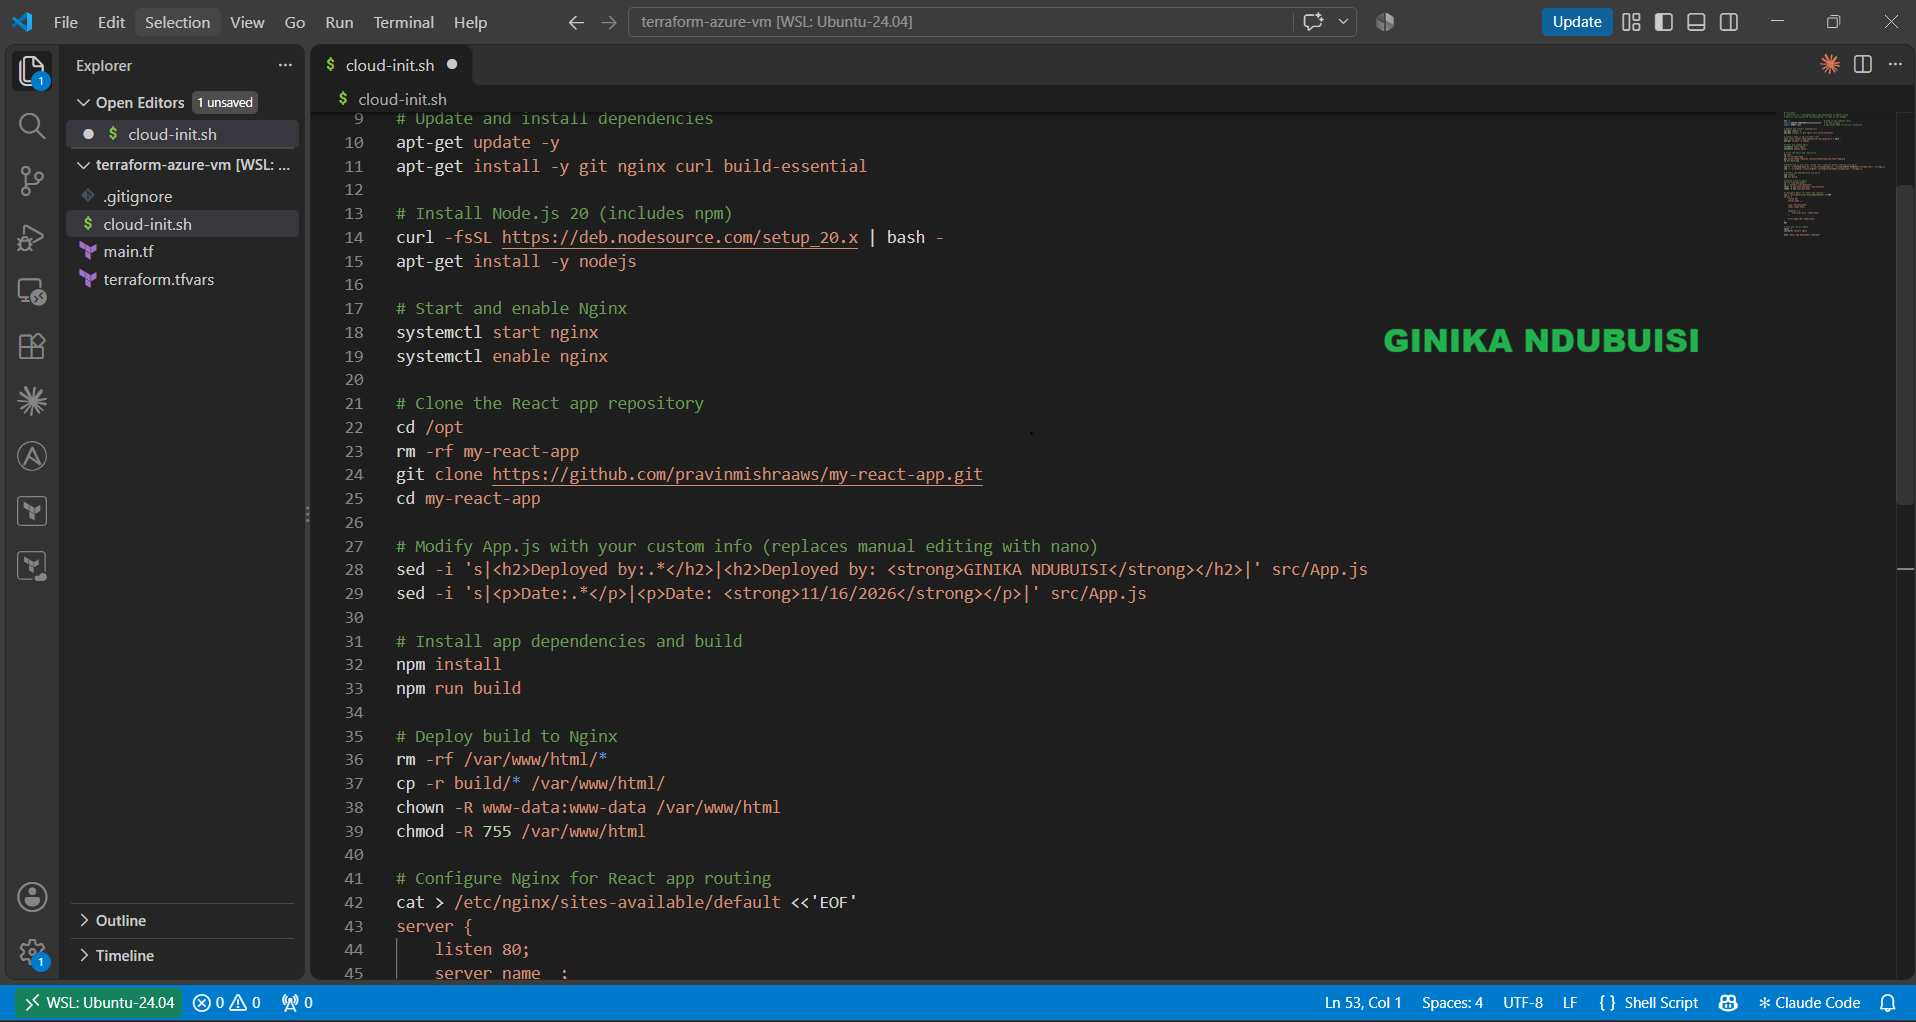 File Edit Selection View Go Run Terminal Help
terraform-azure-vm [WSL: Ubuntu-24.04]
Update
Explorer
Open Editors 1 unsaved
cloud-init.sh
terraform-azure-vm [WSL: ...
.gitignore
cloud-init.sh
main.tf
terraform.tfvars
Outline
Timeline
$ cloud-init.sh
$ cloud-init.sh
9 # Update and install dependencies
10 apt-get update -y
11 apt-get install -y git nginx curl build-essential
12
13 # Install Node.js 20 (includes npm)
14 curl -fsSL https://deb.nodesource.com/setup_20.x | bash -
15 apt-get install -y nodejs
16
17 # Start and enable Nginx
18 systemctl start nginx
19 systemctl enable nginx
20
21 # Clone the React app repository
22 cd /opt
23 rm -rf my-react-app
24 git clone https://github.com/pravinmishraaws/my-react-app.git
25 cd my-react-app
26
27 # Modify App.js with your custom info (replaces manual editing with nano)
28 sed -i 's|<h2>Deployed by:.*</h2>|<h2>Deployed by: <strong>GINIKA NDUBUISI</strong></h2>|' src/App.js
29 sed -i 's|<p>Date:.*</p>|<p>Date: <strong>11/16/2026</strong></p>|' src/App.js
30
31 # Install app dependencies and build
32 npm install
33 npm run build
34
35 # Deploy build to Nginx
36 rm -rf /var/www/html/*
37 cp -r build/* /var/www/html/
38 chown -R www-data:www-data /var/www/html
39 chmod -R 755 /var/www/html
40
41 # Configure Nginx for React app routing
42 cat > /etc/nginx/sites-available/default <<'EOF'
43 server {
44 listen 80;
45 server_name _;
GINIKA NDUBUISI
WSL: Ubuntu-24.04 0 0 0
Ln 53, Col 1 Spaces: 4 UTF-8 LF {} Shell Script Claude Code